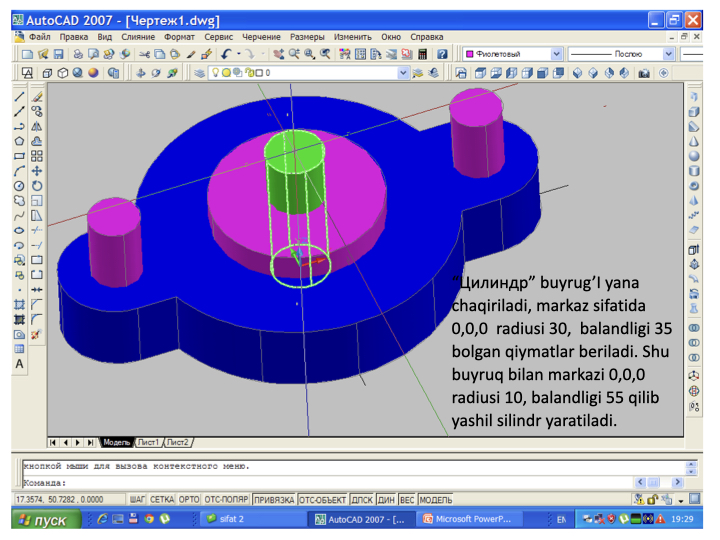 AutoCAD 2007 - [Чертеж1.dwg]
Файл Правка Вид Слияние Формат Сервис Черчение Размеры Изменить Окно Справка
Фиолетовый
Послою
0
“Цилиндр” buyrug’I yana
chaqiriladi, markaz sifatida
0,0,0 radiusi 30, balandligi 35
bolgan qiymatlar beriladi. Shu
buyruq bilan markazi 0,0,0
radiusi 10, balandligi 55 qilib
yashil silindr yaratiladi.
Модель Лист1 Лист2
кнопкой мыши для вызова контекстного меню.
Команда:
17.3574, 50.7282 , 0.0000 ШАГ СЕТКА ОРТО ОТС-ПОЛЯР ПРИВЯЗКА ОТС-ОБЪЕКТ ДПСК ДИН ВЕС МОДЕЛЬ
пуск sifat 2 AutoCAD 2007 - [... Microsoft PowerP... EN 19:29